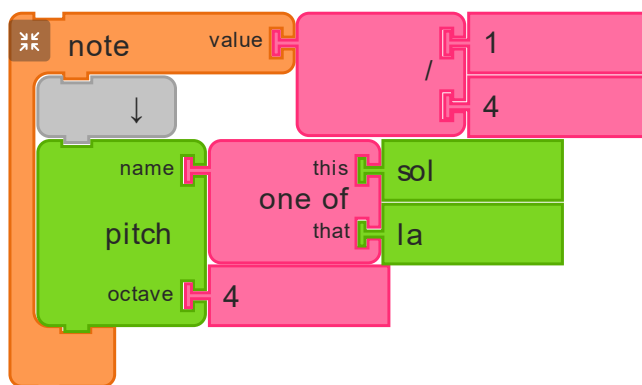 note value / 1
4
↓
name one of this sol
that la
pitch
octave 4